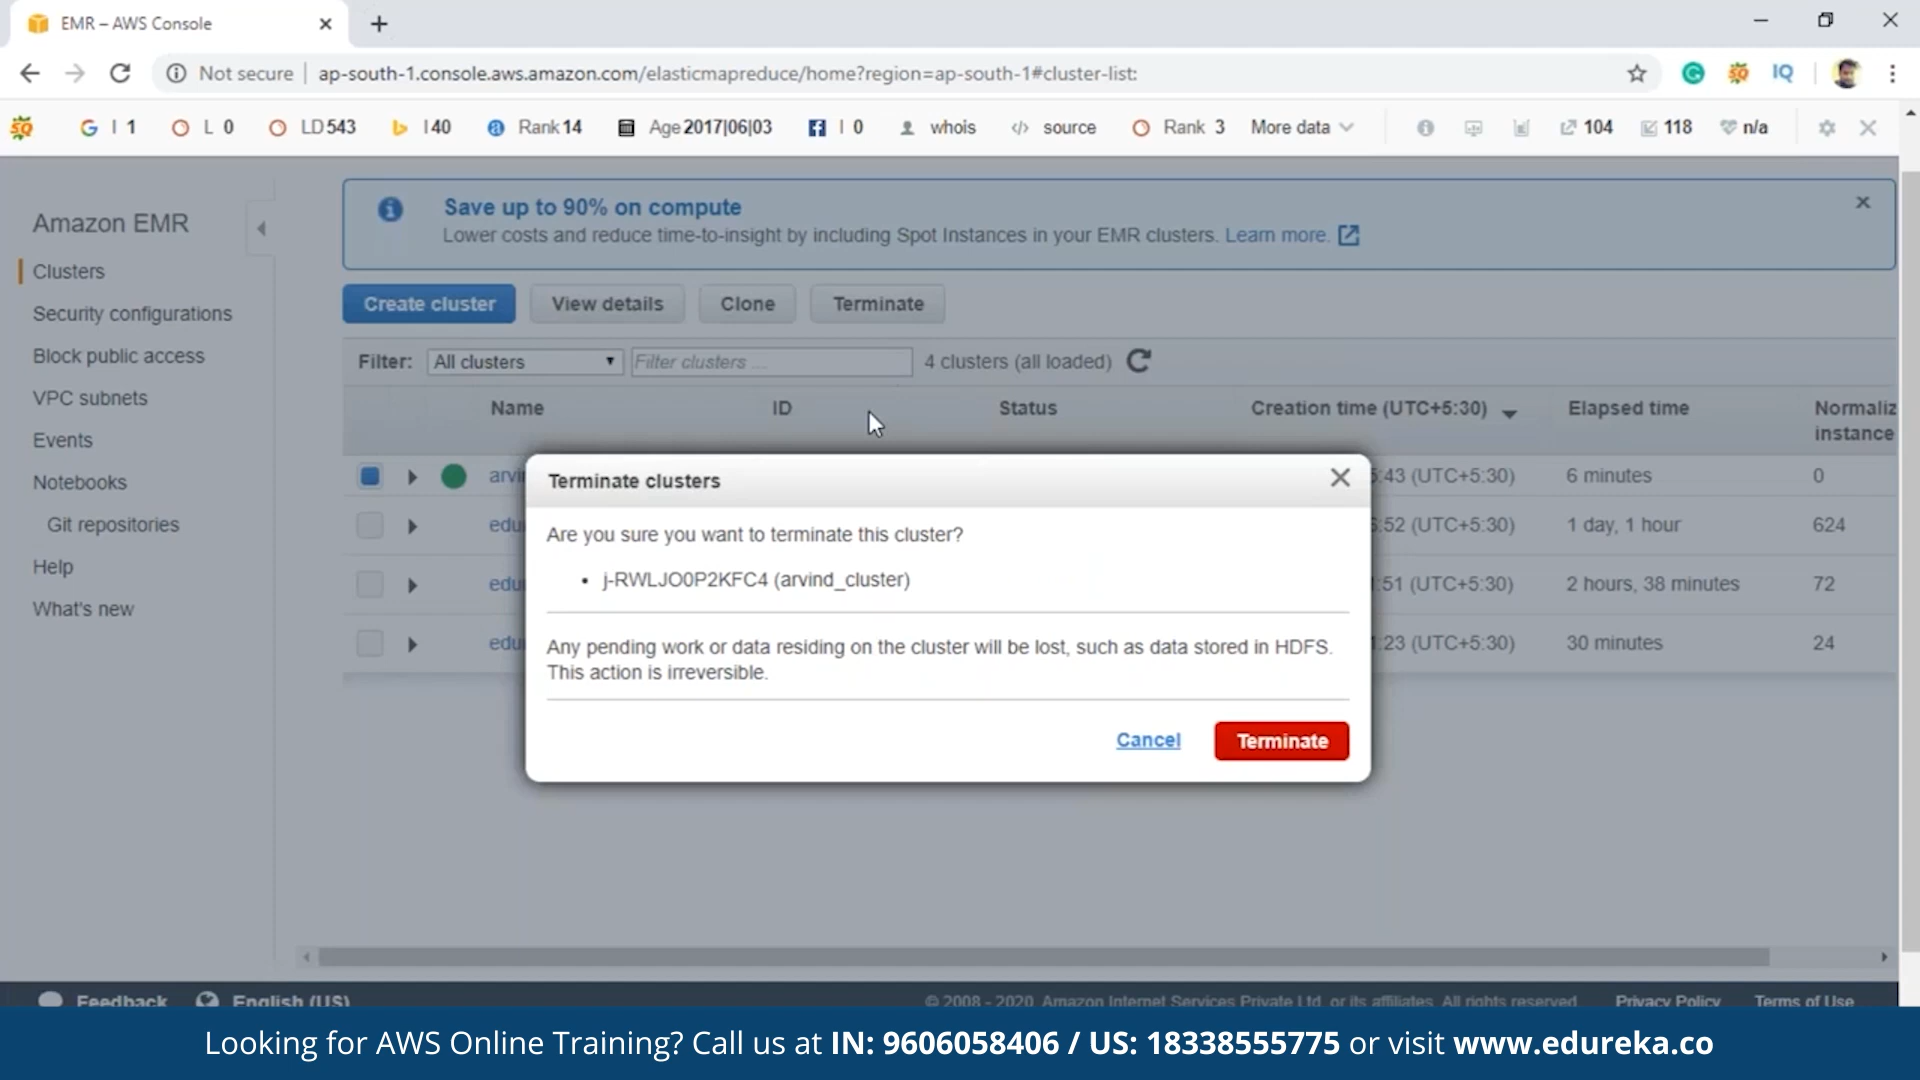 EMR – AWS Console
Not secure
ap-south-1.console.aws.amazon.com/elasticmapreduce/home?region=ap-south-1#cluster-list:
IQ
SQ G I 1 L 0 LD 543 I 40 a Rank 14 Age 2017|06|03 I 0 whois </> source Rank 3 More data 104 118 n/a
Amazon EMR
Clusters
Security configurations
Block public access
VPC subnets
Events
Notebooks
Git repositories
Help
What's new
Save up to 90% on compute
Lower costs and reduce time-to-insight by including Spot Instances in your EMR clusters. Learn more.
Create cluster View details Clone Terminate
Filter: All clusters Filter clusters ... 4 clusters (all loaded)
Name ID Status Creation time (UTC+5:30) Elapsed time Normaliz
instance
arvi 5:43 (UTC+5:30) 6 minutes 0
edu :52 (UTC+5:30) 1 day, 1 hour 624
edu :51 (UTC+5:30) 2 hours, 38 minutes 72
edu :23 (UTC+5:30) 30 minutes 24
Terminate clusters
Are you sure you want to terminate this cluster?
• j-RWLJO0P2KFC4 (arvind_cluster)
Any pending work or data residing on the cluster will be lost, such as data stored in HDFS.
This action is irreversible.
Cancel Terminate
Feedback English (US) © 2008 - 2020, Amazon Internet Services Private Ltd. or its affiliates. All rights reserved. Privacy Policy Terms of Use
Looking for AWS Online Training? Call us at IN: 9606058406 / US: 18338555775 or visit www.edureka.co